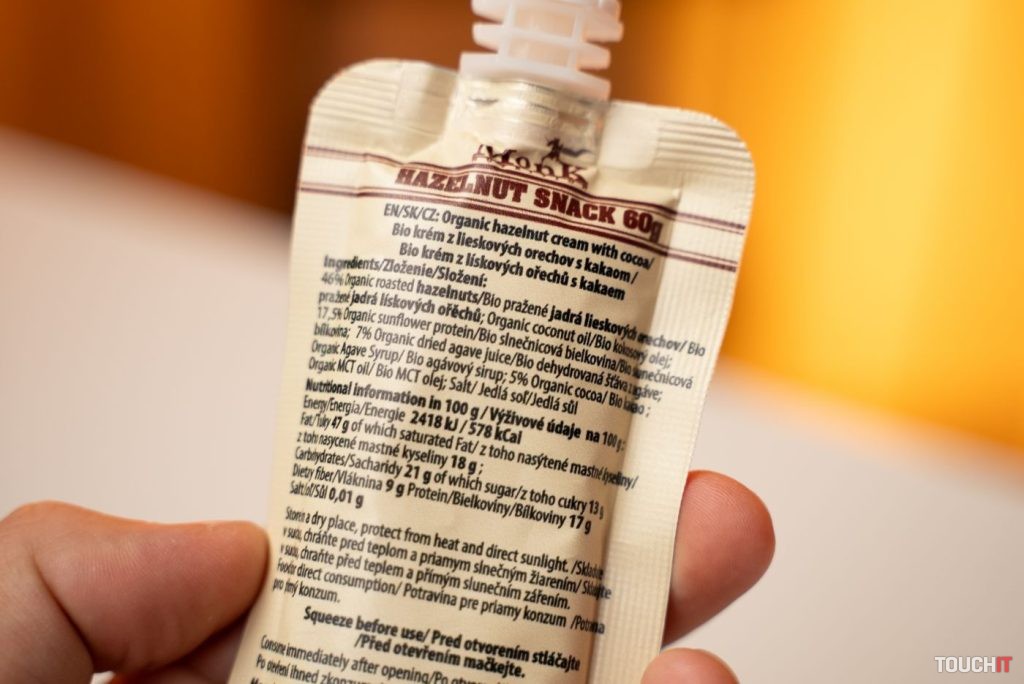 Monk
HAZELNUT SNACK 60g
EN/SK/CZ: Organic hazelnut cream with cocoa/
Bio krém z lieskových orechov s kakaom /
Bio krém z lískových ořechů s kakaem
Ingredients/Zloženie/Složení:
46% Organic roasted hazelnuts/Bio pražené jadrá lieskových orechov/ Bio
pražené jadrá lískových ořěchů; Organic coconut oil/Bio kokosový olej;
17,5% Organic sunflower protein/Bio slnečnicová bielkovina/Bio slunečnicová
bílkovina; 7% Organic dried agave juice/Bio dehydrovaná šťáva z agáve;
Organic Agave Syrup/ Bio agávový sirup; 5% Organic cocoa/ Bio kakao ;
Organic MCT oil/ Bio MCT olej; Salt/ Jedlá soľ/Jedlá sůl
Nutritional information in 100 g / Výživové údaje na 100 g :
Energy/Energia/Energie 2418 kJ / 578 kCal
Fat/Tuky 47 g of which saturated Fat/ z toho nasýtené mastné kyseliny/
z toho nasycené mastné kyseliny 18 g ;
Carbohydrates/Sacharidy 21 g of which sugar/z toho cukry 13 g
Dietry fiber/Vláknina 9 g Protein/Bielkovíny/Bílkoviny 17 g
Salt/soľ/Sůl 0,01 g
Store in a dry place, protect from heat and direct sunlight. /Skladujte
v suchu, chráňte pred teplom a priamym slnečným žiarením/ Skladujte
v suchu, chraňte před teplem a přímým slunečním zářením.
Food for direct consumption/ Potravina pre priamy konzum /Potravina
pro přímý konzum.
Squeeze before use/ Pred otvorením stláčajte
/Před otevřením mačkejte.
Consume immediately after opening/Po
Po otevření ihned
TOUCHIT